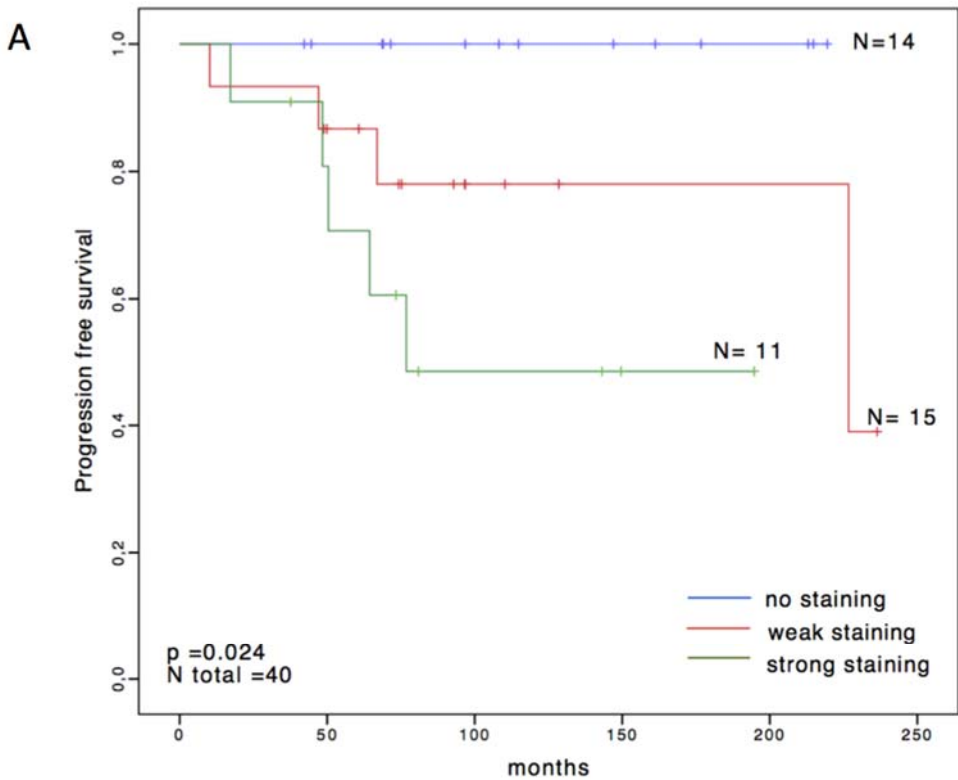 A
Progression free survival
1,0
0,8
0,6
0,4
0,2
0,0
N=14
N= 11
N= 15
no staining
weak staining
strong staining
p =0.024
N total =40
0 50 100 150 200 250
months